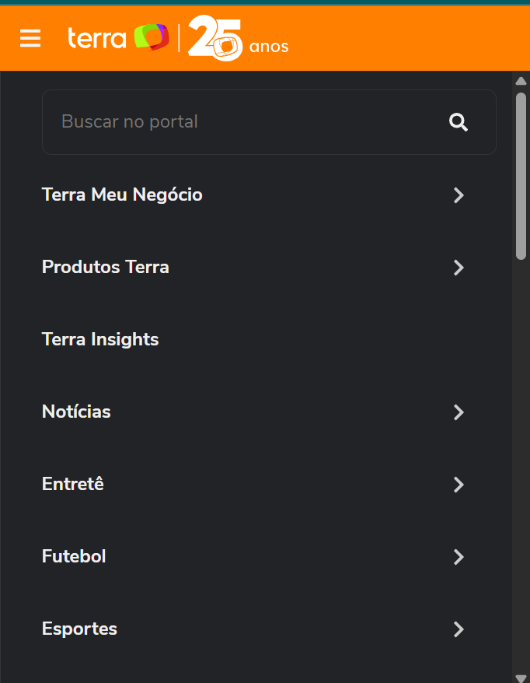 terra 25 anos
Buscar no portal
Terra Meu Negócio
Produtos Terra
Terra Insights
Notícias
Entretê
Futebol
Esportes